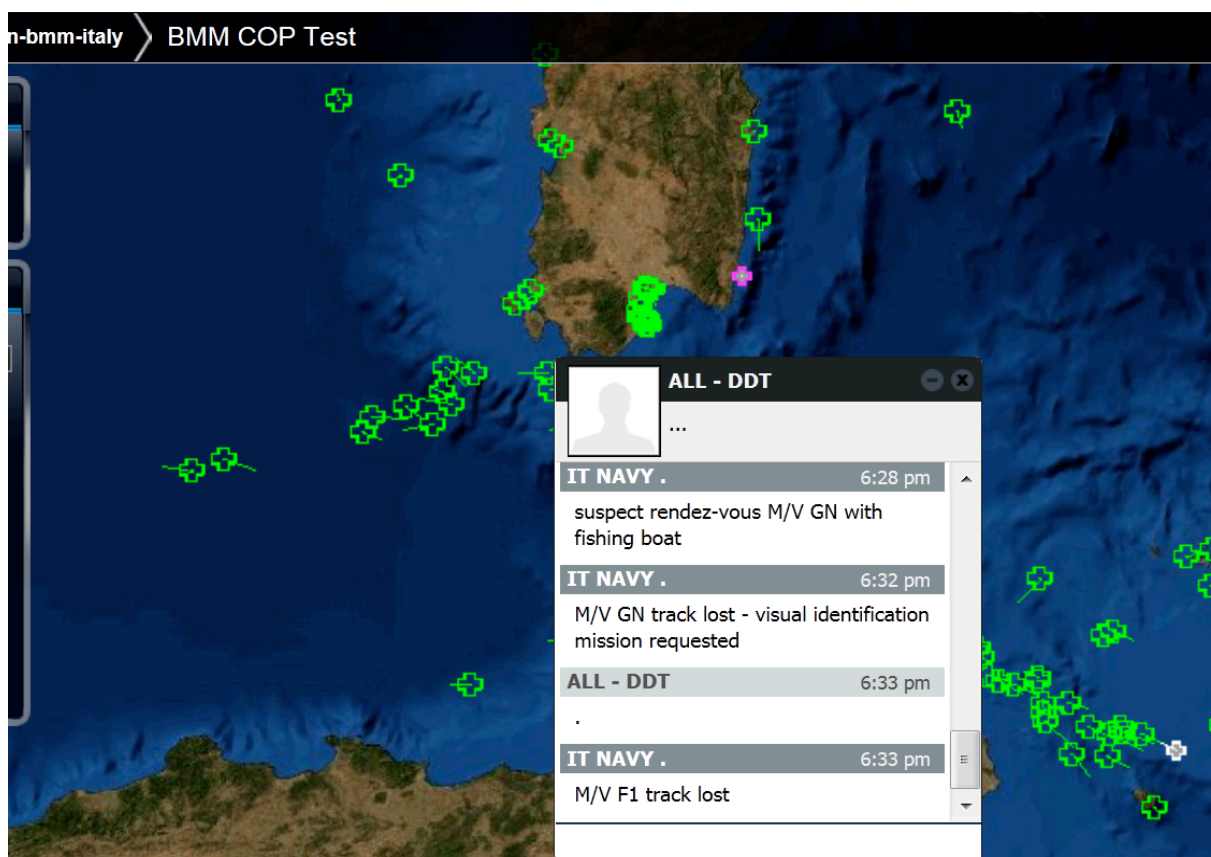 n-bmm-italy
BMM COP Test
ALL - DDT
...
IT NAVY .
6:28 pm
suspect rendez-vous M/V GN with
fishing boat
IT NAVY .
6:32 pm
M/V GN track lost - visual identification
mission requested
ALL - DDT
6:33 pm
.
IT NAVY .
6:33 pm
M/V F1 track lost